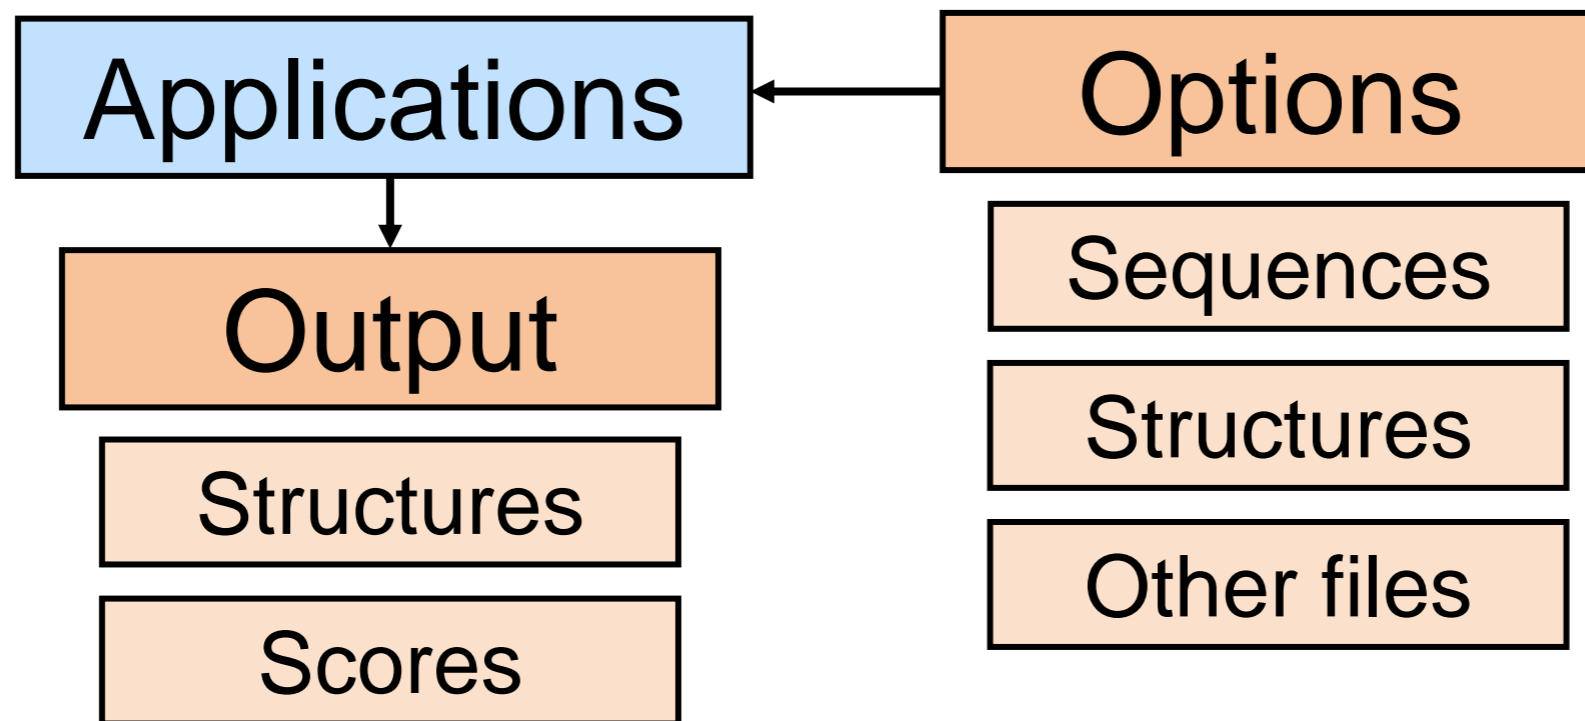 Applications
Options
Output
Structures
Scores
Sequences
Structures
Other files